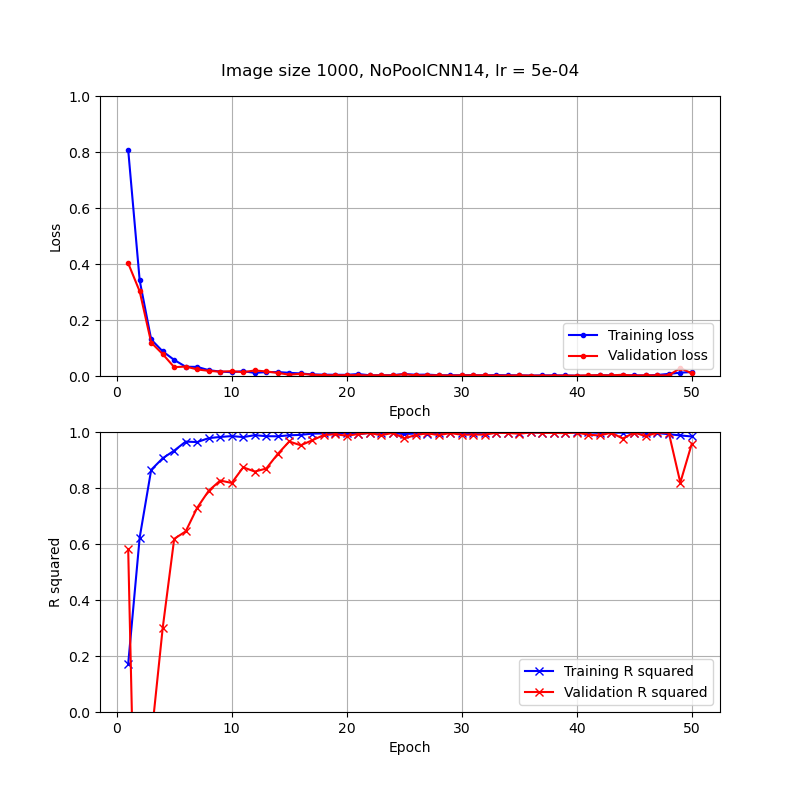 Image size 1000, NoPoolCNN14, lr = 5e-04
1.0
0.8
0.6
0.4
0.2
0.0
Loss
Training loss
Validation loss
0 10 20 30 40 50
Epoch
1.0
0.8
0.6
0.4
0.2
0.0
R squared
Training R squared
Validation R squared
0 10 20 30 40 50
Epoch